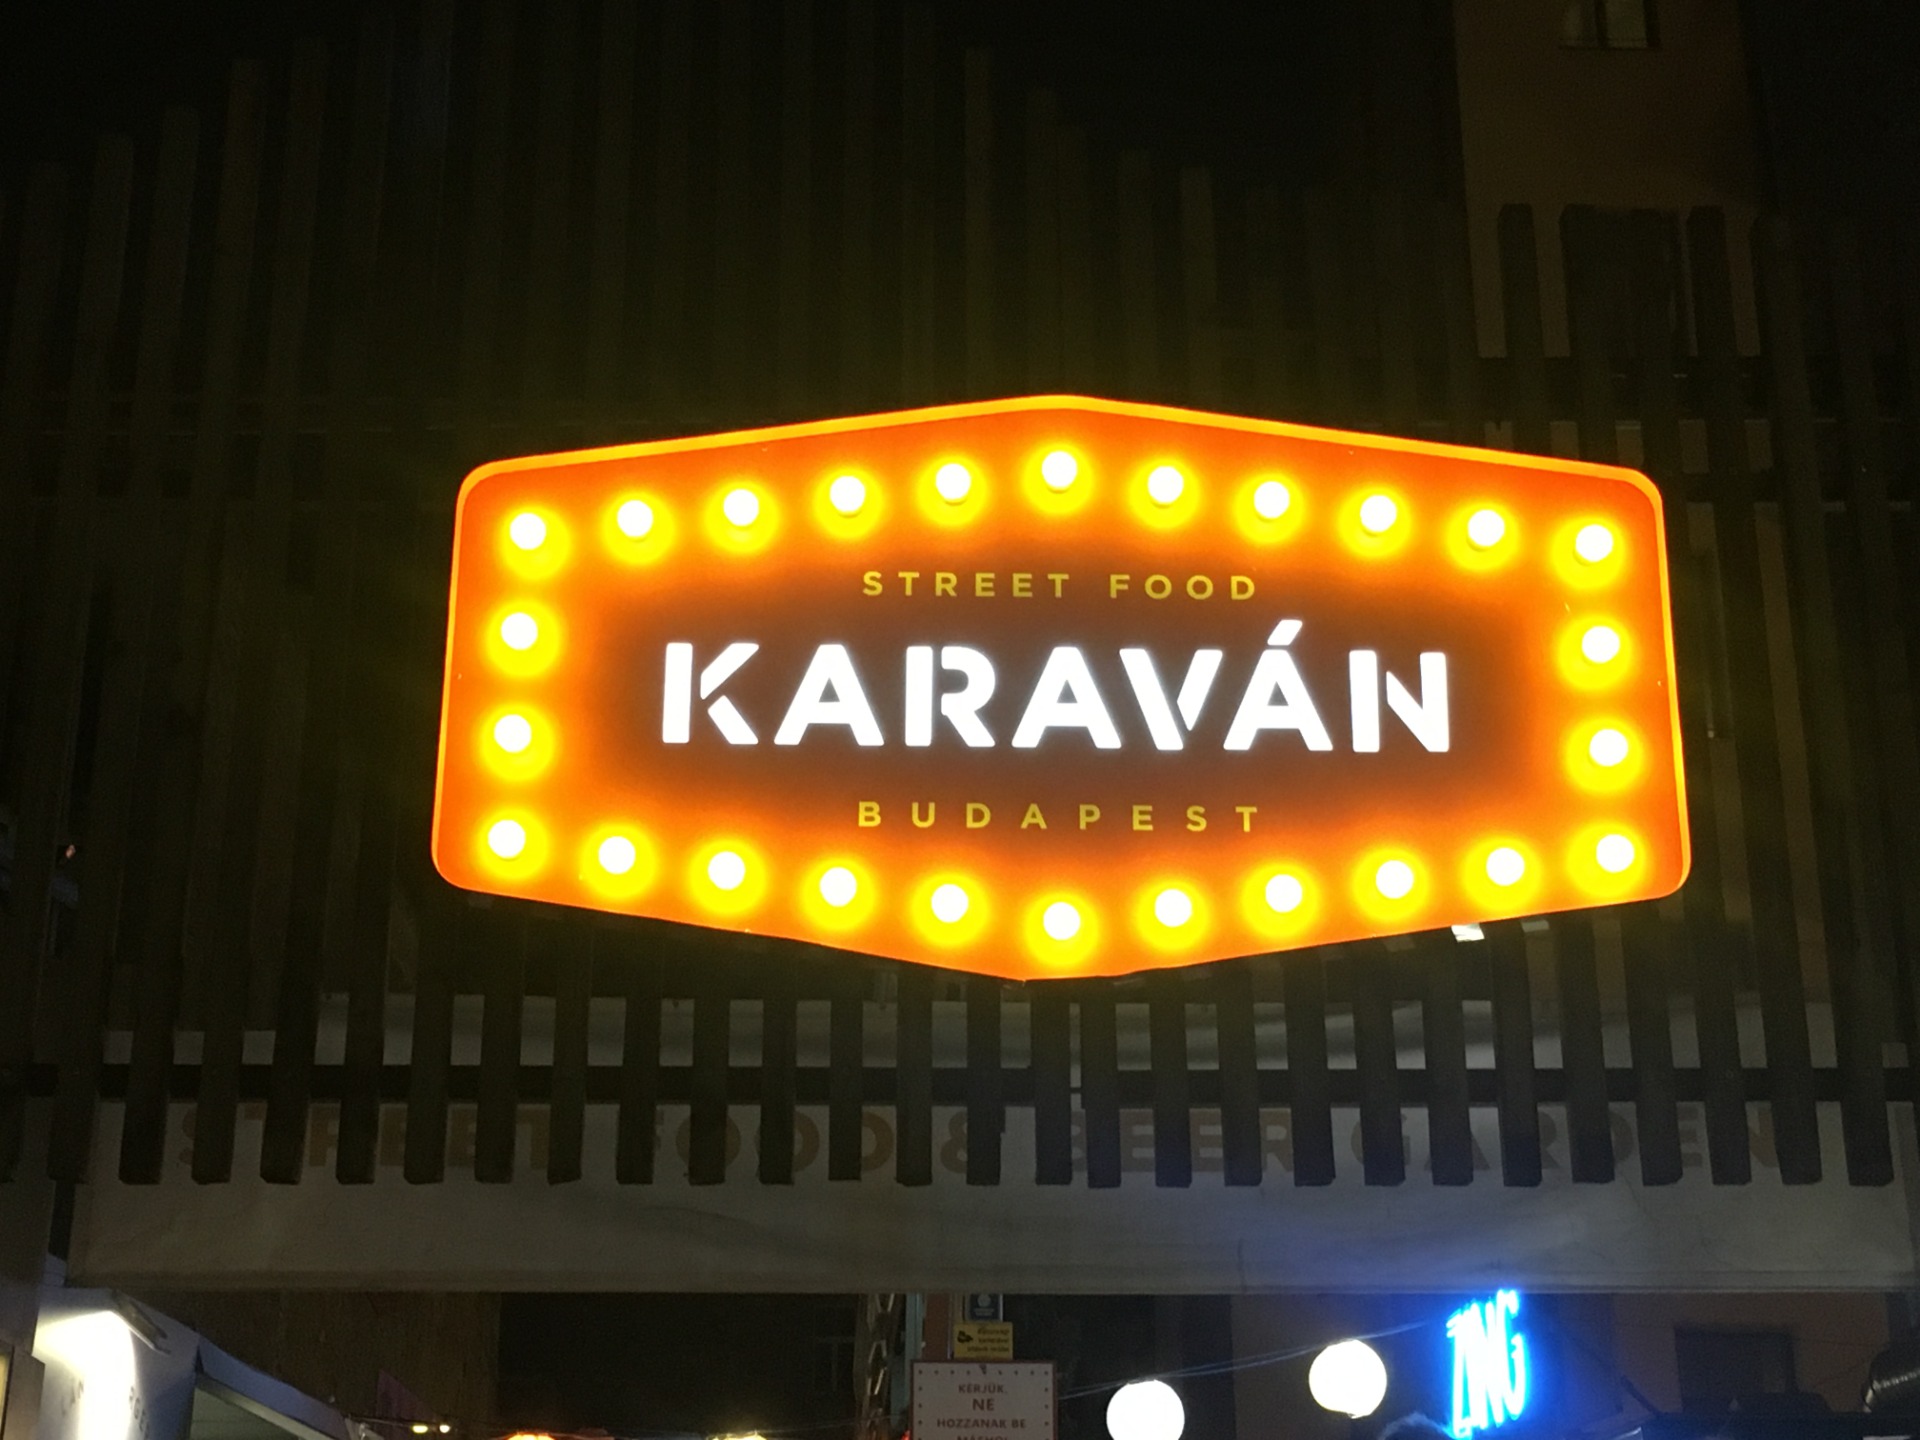 STREET FOOD
KARAVÁN
BUDAPEST
STREET FOOD & BEER GARDEN
ZING
KÉRJÜK,
NE
HOZZANAK BE